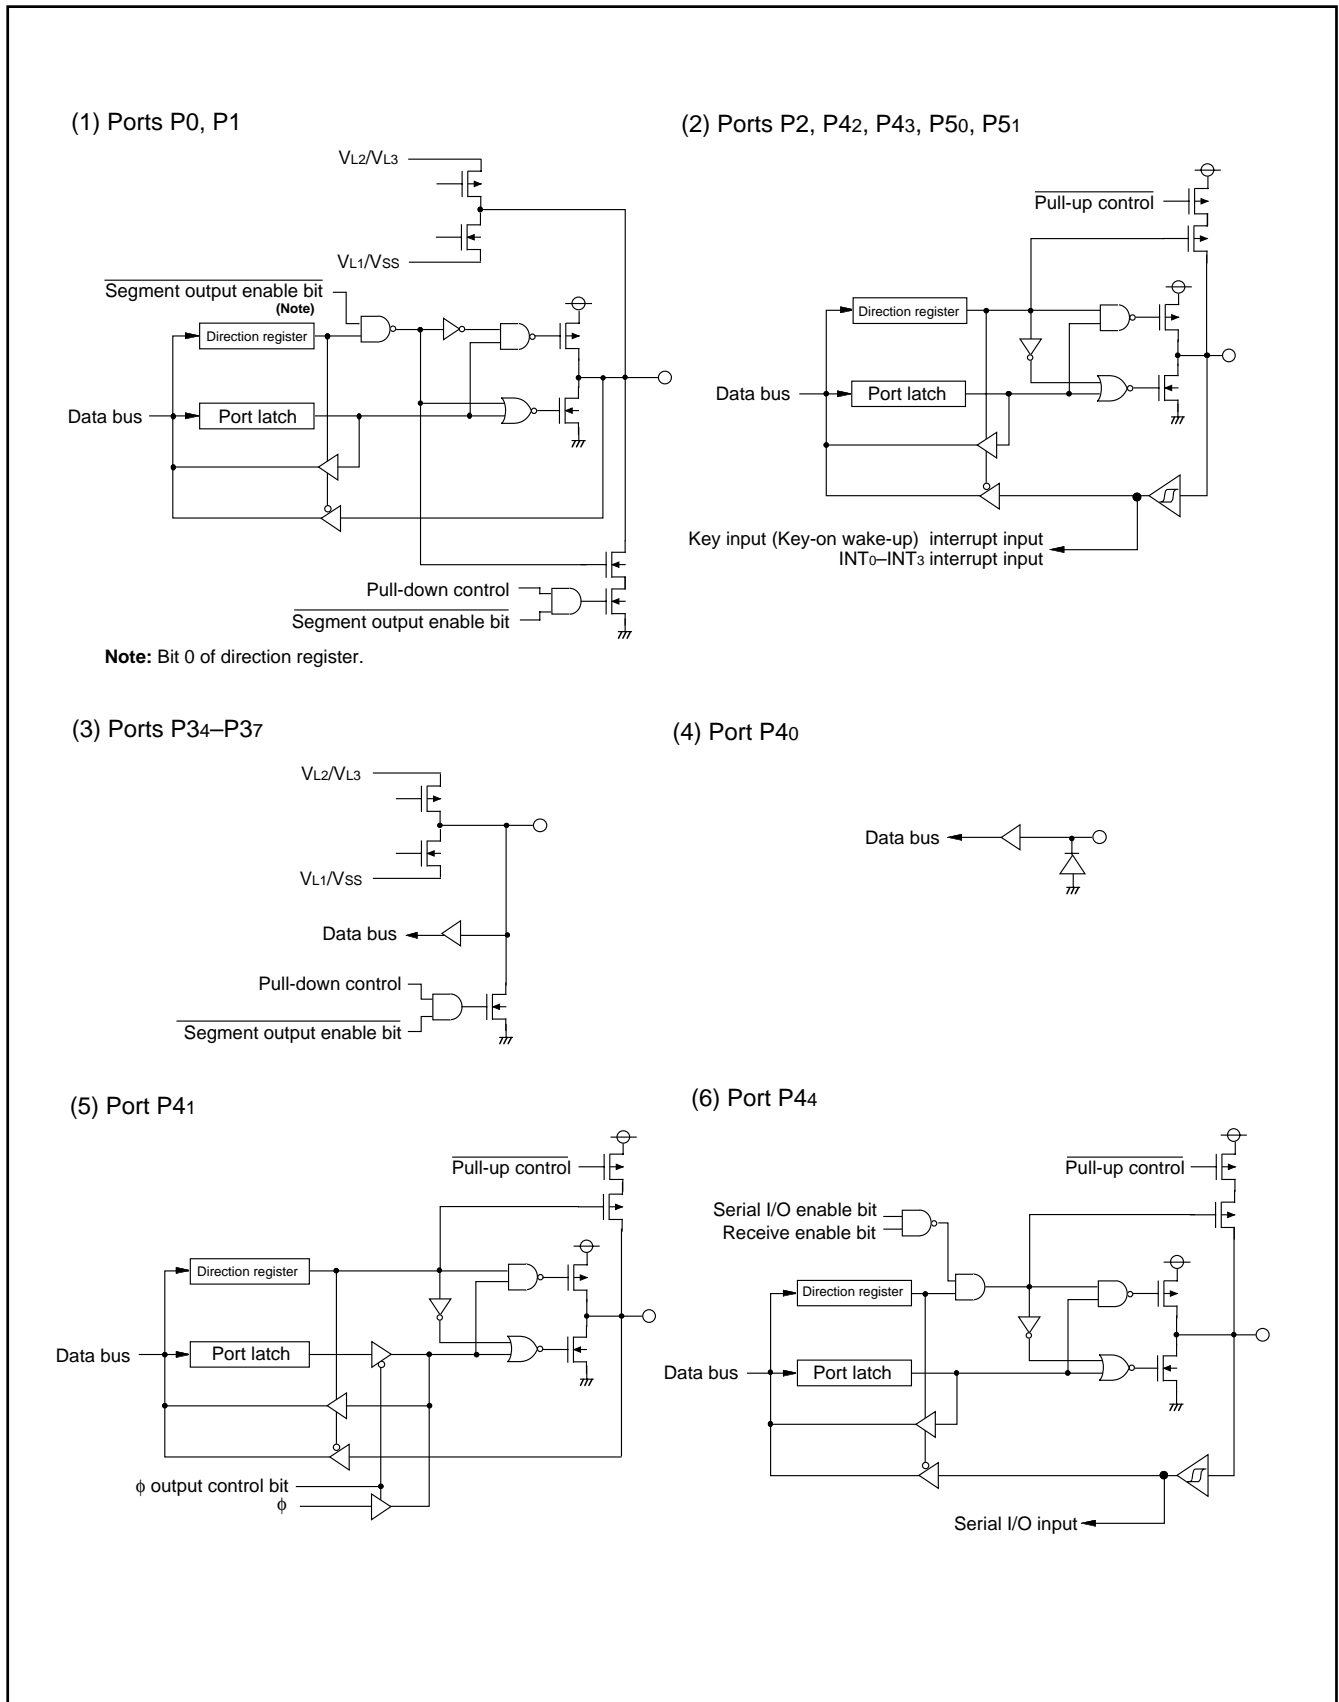 (1) Ports P0, P1
VL2/VL3
VL1/VSS
Segment output enable bit
(Note)
Direction register
Data bus
Port latch
Pull-down control
Segment output enable bit
Note: Bit 0 of direction register.
(2) Ports P2, P42, P43, P50, P51
Pull-up control
Direction register
Data bus
Port latch
Key input (Key-on wake-up) interrupt input
INT0–INT3 interrupt input
(3) Ports P34–P37
VL2/VL3
VL1/VSS
Data bus
Pull-down control
Segment output enable bit
(4) Port P40
Data bus
(5) Port P41
Pull-up control
Direction register
Data bus
Port latch
ϕ output control bit
ϕ
(6) Port P44
Pull-up control
Serial I/O enable bit
Receive enable bit
Direction register
Data bus
Port latch
Serial I/O input